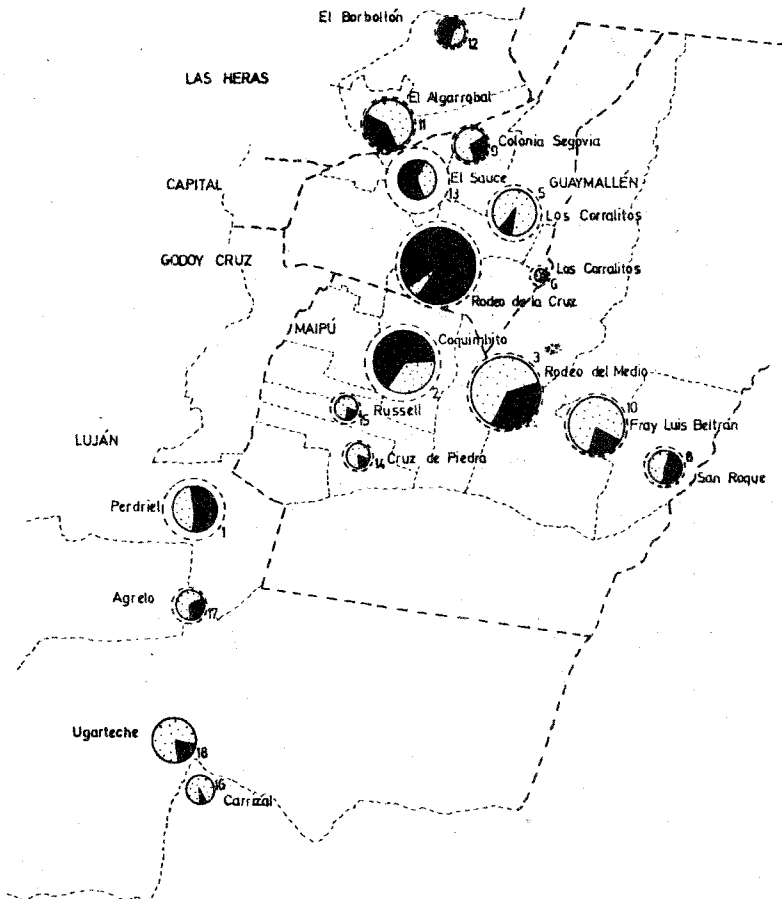 El Borbollón
12
LAS HERAS
El Algarrobal
11
Colonia Segovia
9
CAPITAL
El Sauce
13
GUAYMALLÉN
5
Los Corralitos
GODOY CRUZ
Los Corralitos
6
Rodeo de la Cruz
MAIPÚ
Coquimbito
2
3
Rodeo del Medio
Russell
15
10
Fray Luis Beltrán
LUJÁN
Cruz de Piedra
14
8
San Roque
Perdriel
1
Agrelo
17
Ugarteche
18
16
Carrizal